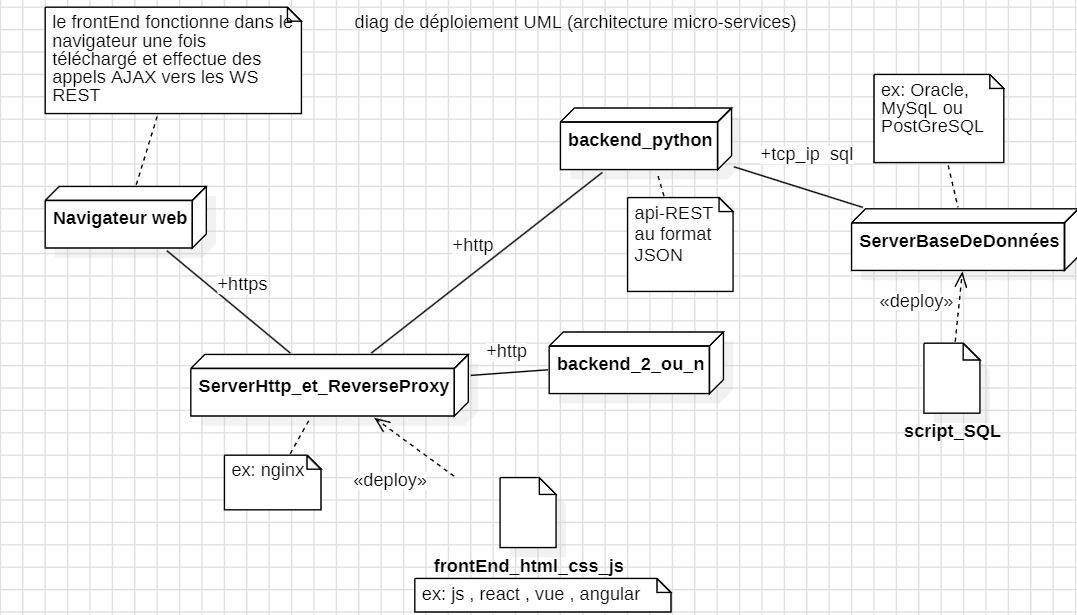 le frontEnd fonctionne dans le
navigateur une fois
téléchargé et effectue des
appels AJAX vers les WS
REST
diag de déploiement UML (architecture micro-services)
ex: Oracle,
MySqL ou
PostGreSQL
backend_python
+tcp_ip sql
Navigateur web
api-REST
au format
JSON
ServerBaseDeDonnées
+http
+https
«deploy»
+http
backend_2_ou_n
ServerHttp_et_ReverseProxy
script_SQL
ex: nginx
«deploy»
frontEnd_html_css_js
ex: js , react , vue , angular